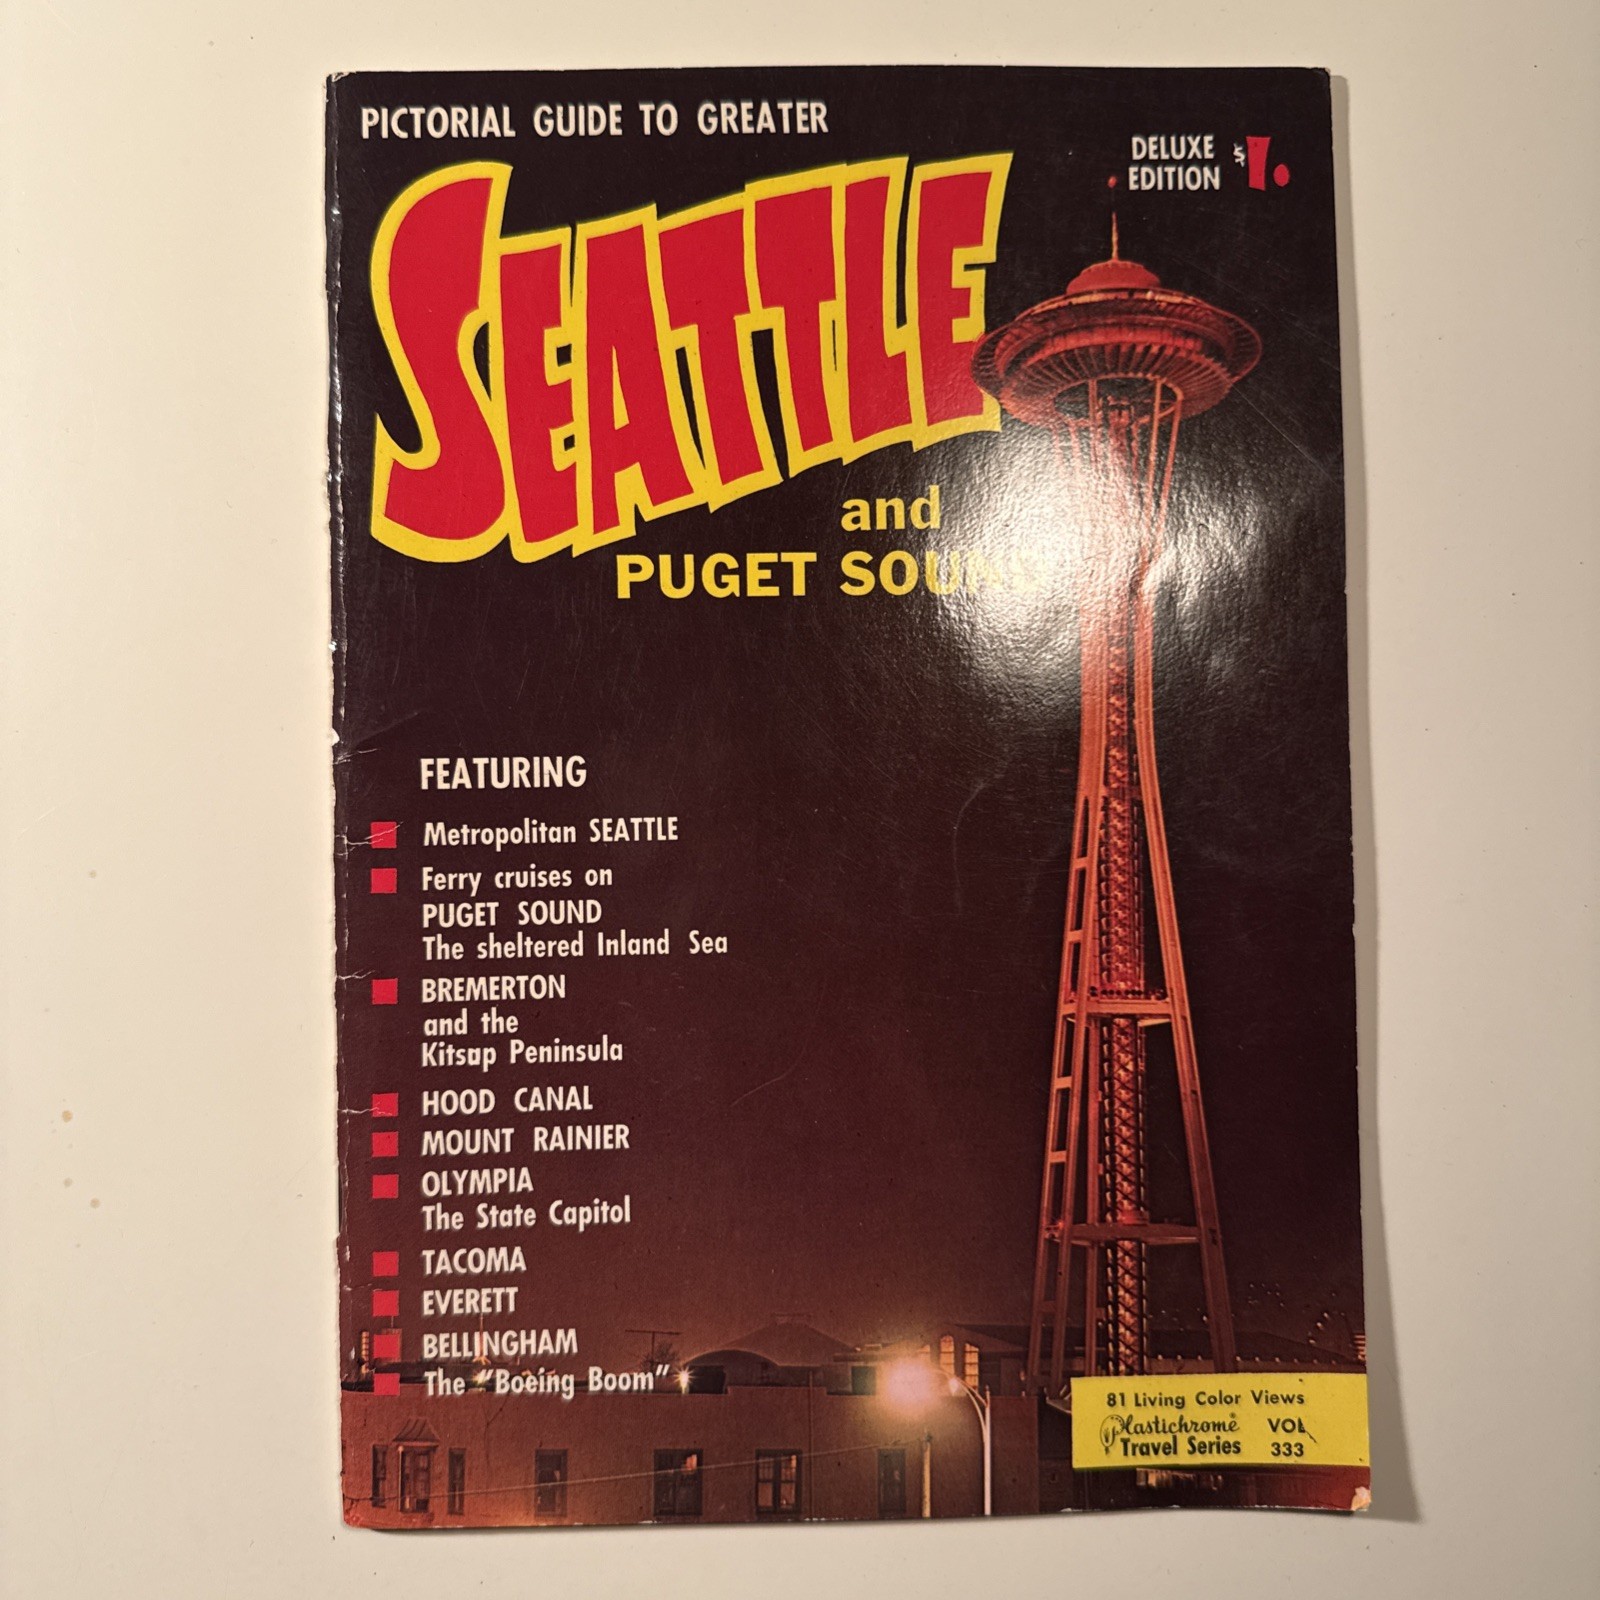 PICTORIAL GUIDE TO GREATER
DELUXE EDITION $1.
SEATTLE
and
PUGET SOUND
FEATURING
Metropolitan SEATTLE
Ferry cruises on
PUGET SOUND
The sheltered Inland Sea
BREMERTON
and the
Kitsap Peninsula
HOOD CANAL
MOUNT RAINIER
OLYMPIA
The State Capitol
TACOMA
EVERETT
BELLINGHAM
The "Boeing Boom"
81 Living Color Views
Plastichrome® VOL
Travel Series 333